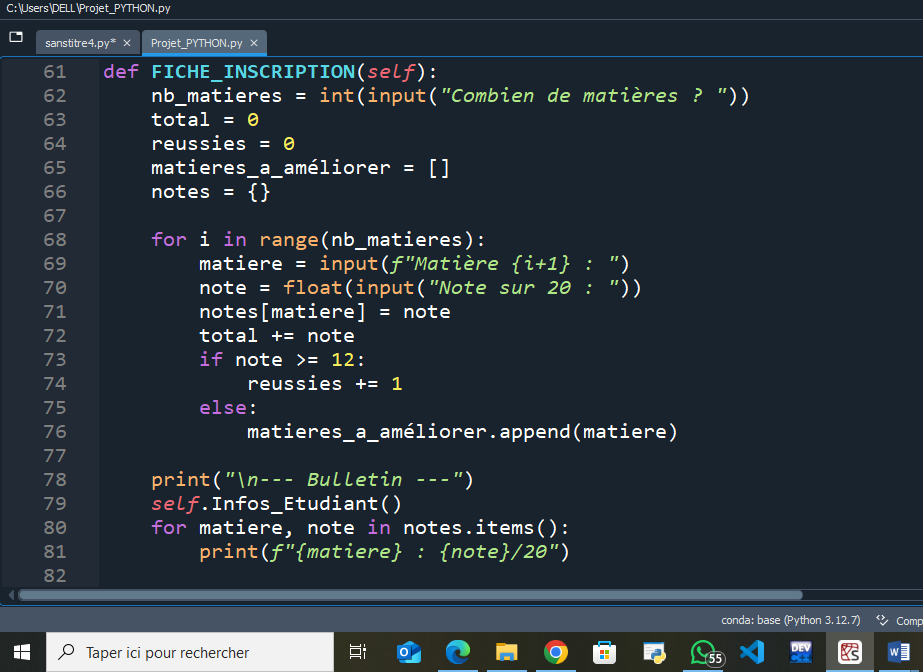 C:\Users\DELL\Projet_PYTHON.py
sanstitre4.py* × Projet_PYTHON.py ×
61 def FICHE_INSCRIPTION(self):
62 nb_matieres = int(input("Combien de matières ? "))
63 total = 0
64 reussies = 0
65 matieres_a_améliorer = []
66 notes = {}
67
68 for i in range(nb_matieres):
69 matiere = input(f"Matière {i+1} : ")
70 note = float(input("Note sur 20 : "))
71 notes[matiere] = note
72 total += note
73 if note >= 12:
74 reussies += 1
75 else:
76 matieres_a_améliorer.append(matiere)
77
78 print("\n--- Bulletin ---")
79 self.Infos_Etudiant()
80 for matiere, note in notes.items():
81 print(f"{matiere} : {note}/20")
82
conda: base (Python 3.12.7) Comp
Taper ici pour rechercher 55 DEV C++